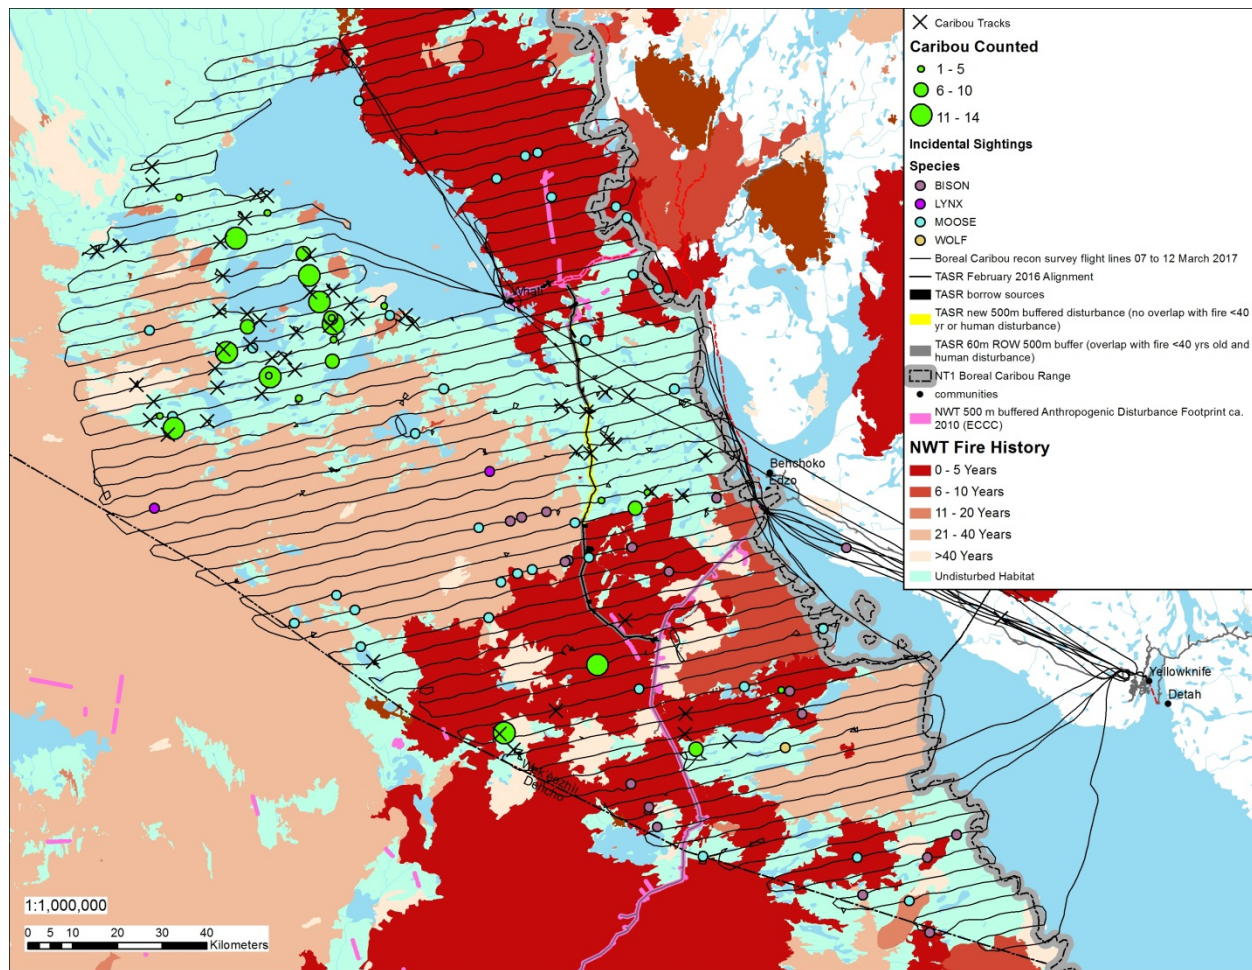 Caribou Tracks
Caribou Counted
1 - 5
6 - 10
11 - 14
Incidental Sightings
Species
BISON
LYNX
MOOSE
WOLF
Boreal Caribou recon survey flight lines 07 to 12 March 2017
TASR February 2016 Alignment
TASR borrow sources
TASR new 500m buffered disturbance (no overlap with fire <40
yr or human disturbance)
TASR 60m ROW 500m buffer (overlap with fire <40 yrs old and
human disturbance)
NT1 Boreal Caribou Range
communities
NWT 500 m buffered Anthropogenic Disturbance Footprint ca.
2010 (ECCC)
NWT Fire History
0 - 5 Years
6 - 10 Years
11 - 20 Years
21 - 40 Years
>40 Years
Undisturbed Habitat
Whati
Behchoko
Edzo
Yellowknife
Detah
Dehcho
1:1,000,000
0 5 10 20 30 40
Kilometers